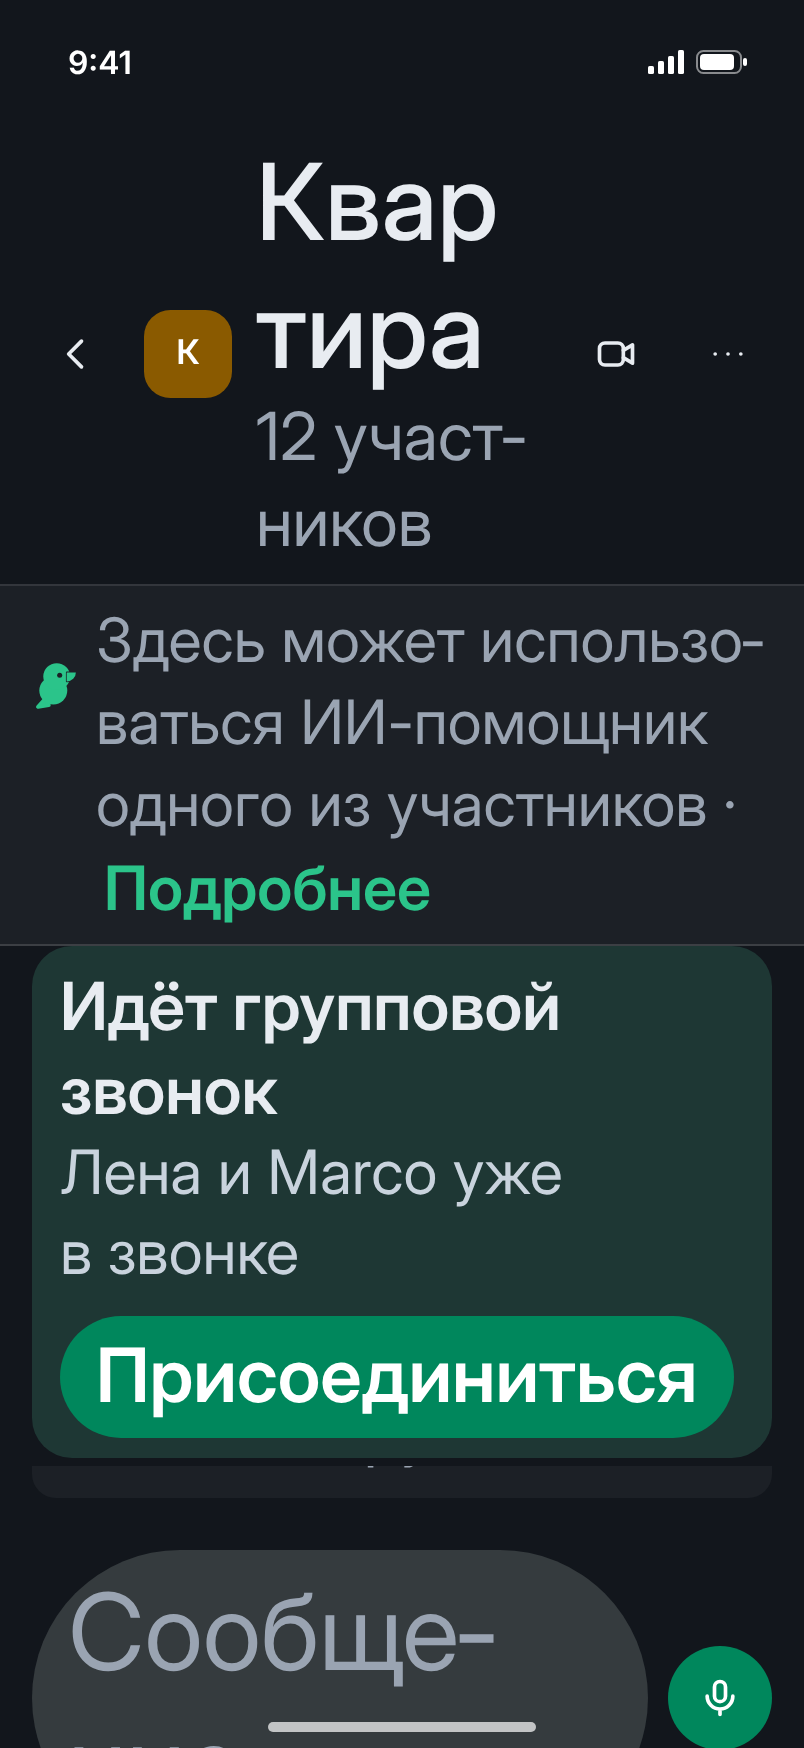 9:41
Квар
тира
К
12 участ-
ников
Здесь может использо-
ваться ИИ-помощник
одного из участников ·
Подробнее
Идёт групповой
звонок
Лена и Marco уже
в звонке
Присоединиться
Сообще-